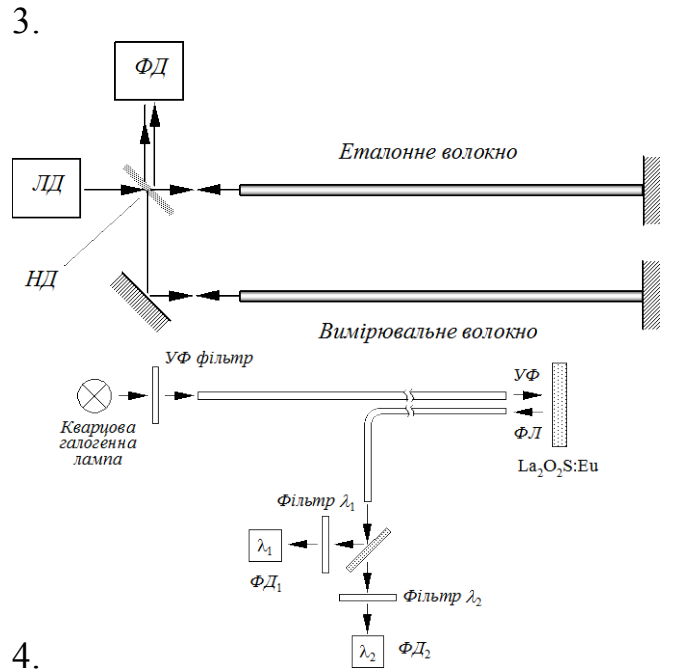 3.
ФД
Еталонне волокно
ЛД
НД
Вимірювальне волокно
УФ фільтр
УФ
Кварцова
галогенна
лампа
ФЛ
La₂O₂S:Eu
Фільтр λ₁
λ₁
ФД₁
Фільтр λ₂
λ₂
ФД₂
4.